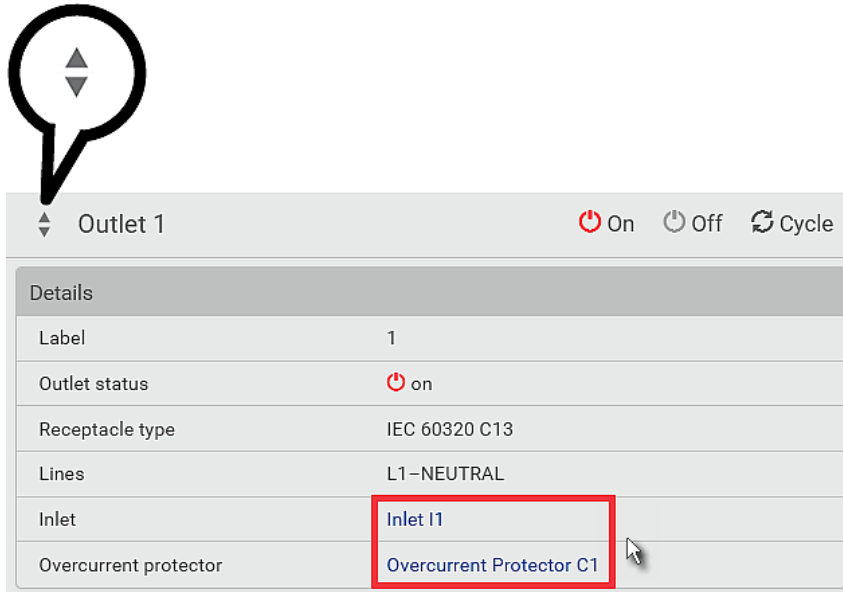 Outlet 1 On Off Cycle
Details
Label 1
Outlet status on
Receptacle type IEC 60320 C13
Lines L1–NEUTRAL
Inlet Inlet I1
Overcurrent protector Overcurrent Protector C1